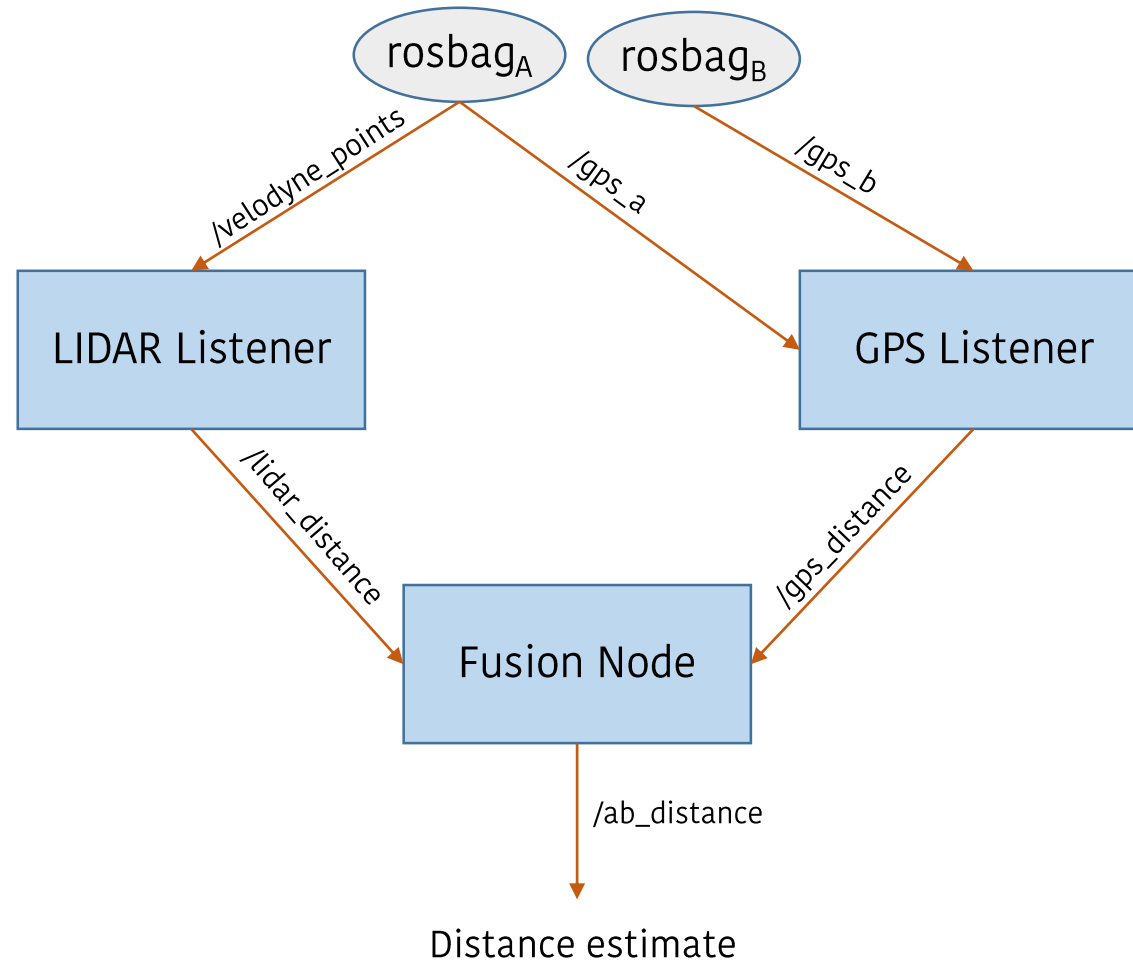 rosbagA
rosbagB
/velodyne_points
/gps_a
/gps_b
LIDAR Listener
GPS Listener
/lidar_distance
/gps_distance
Fusion Node
/ab_distance
Distance estimate